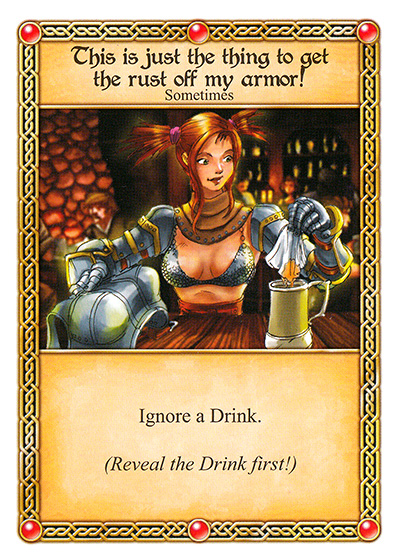 This is just the thing to get
the rust off my armor!
Sometimes
Ignore a Drink.
(Reveal the Drink first!)